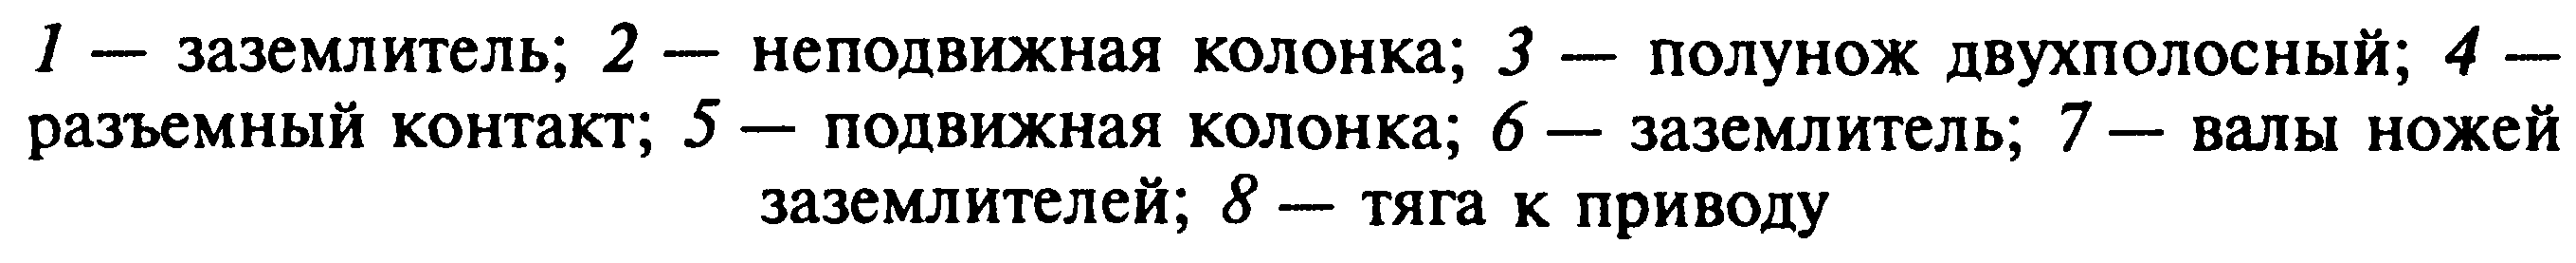 1 — заземлитель; 2 — неподвижная колонка; 3 — полунож двухполосный; 4 —
разъемный контакт; 5 — подвижная колонка; 6 — заземлитель; 7 — валы ножей
заземлителей; 8 — тяга к приводу